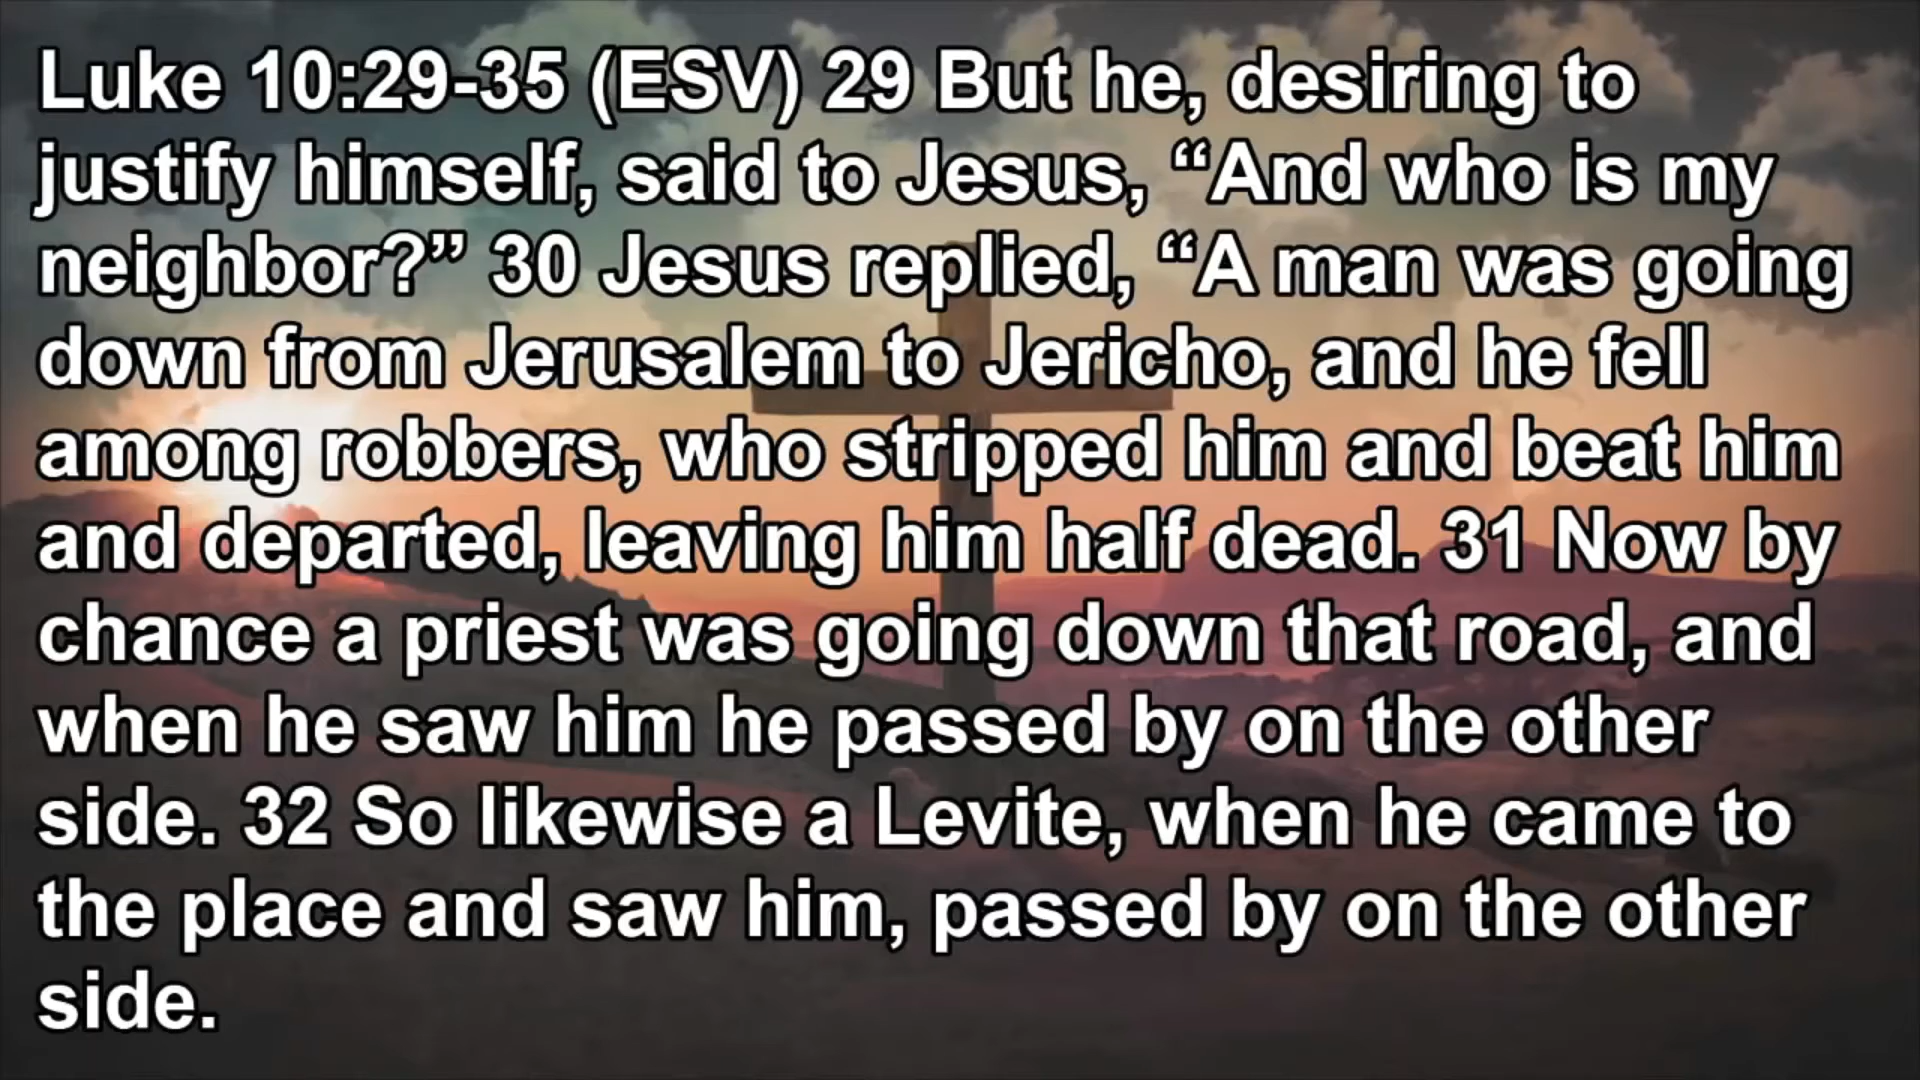 Luke 10:29-35 (ESV) 29 But he, desiring to
justify himself, said to Jesus, “And who is my
neighbor?” 30 Jesus replied, “A man was going
down from Jerusalem to Jericho, and he fell
among robbers, who stripped him and beat him
and departed, leaving him half dead. 31 Now by
chance a priest was going down that road, and
when he saw him he passed by on the other
side. 32 So likewise a Levite, when he came to
the place and saw him, passed by on the other
side.